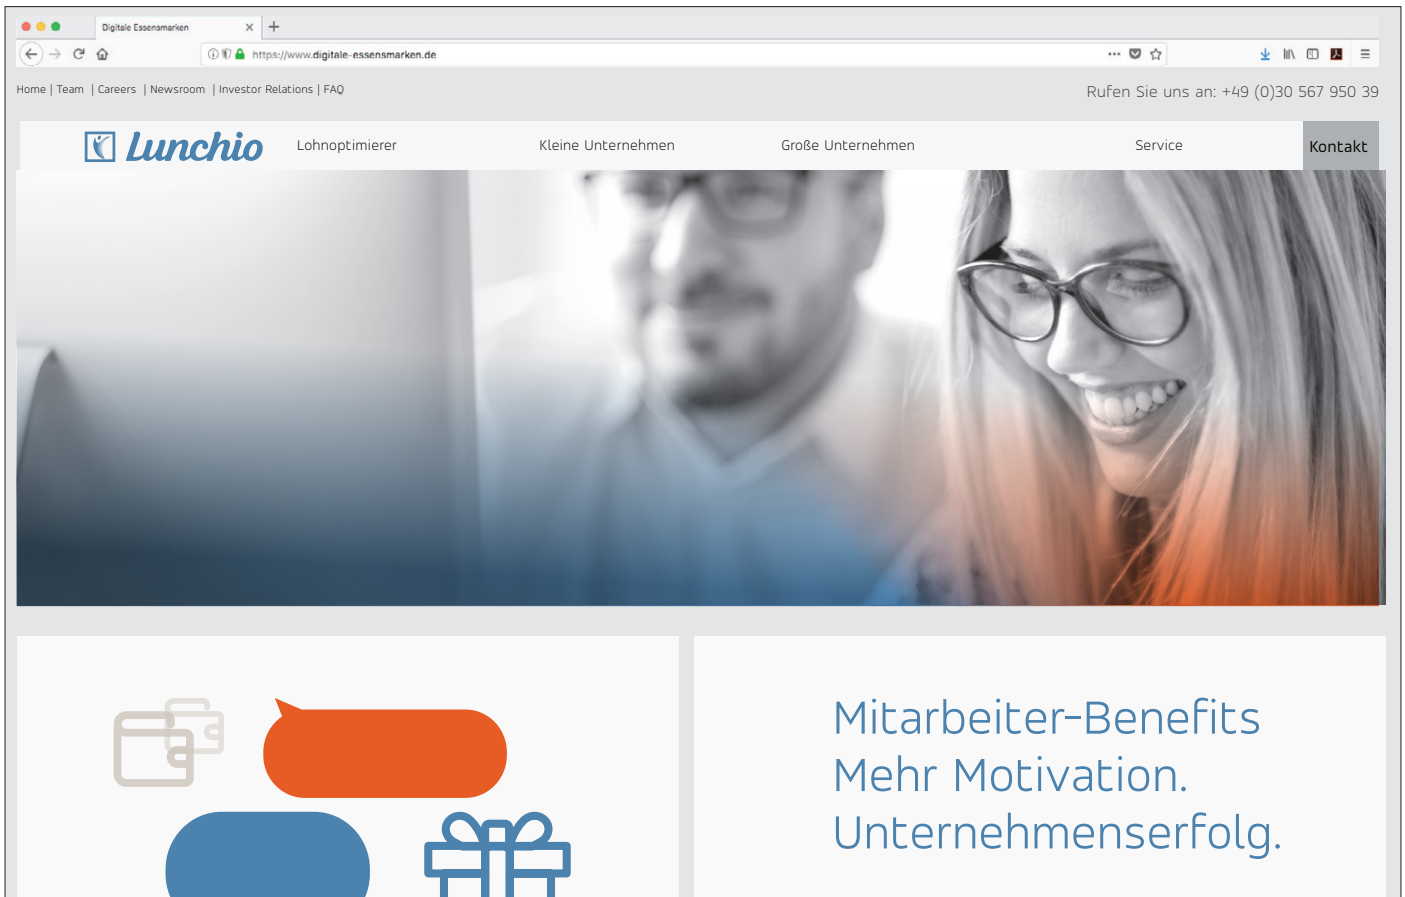 Digitale Essensmarken
https://www.digitale-essensmarken.de
Home | Team | Careers | Newsroom | Investor Relations | FAQ
Rufen Sie uns an: +49 (0)30 567 950 39
Lunchio
Lohnoptimierer
Kleine Unternehmen
Große Unternehmen
Service
Kontakt
Mitarbeiter-Benefits
Mehr Motivation.
Unternehmenserfolg.